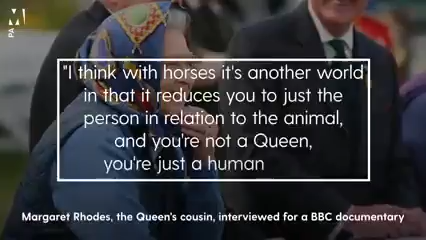 PA
"I think with horses it's another world
in that it reduces you to just the
person in relation to the animal,
and you're not a Queen,
you're just a human
Margaret Rhodes, the Queen's cousin, interviewed for a BBC documentary